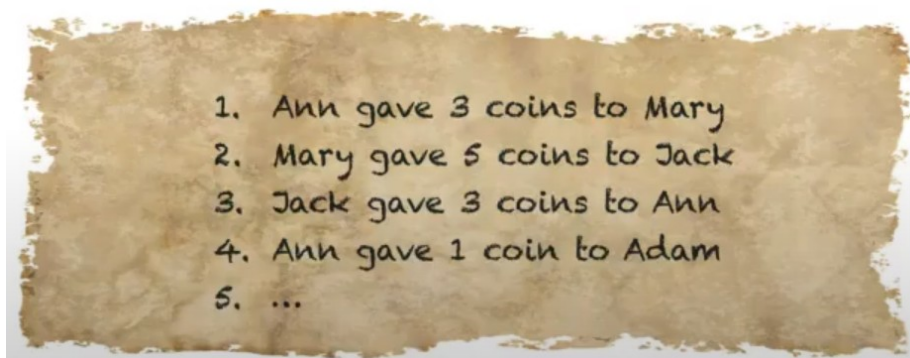 1. Ann gave 3 coins to Mary
2. Mary gave 5 coins to Jack
3. Jack gave 3 coins to Ann
4. Ann gave 1 coin to Adam
5. ...